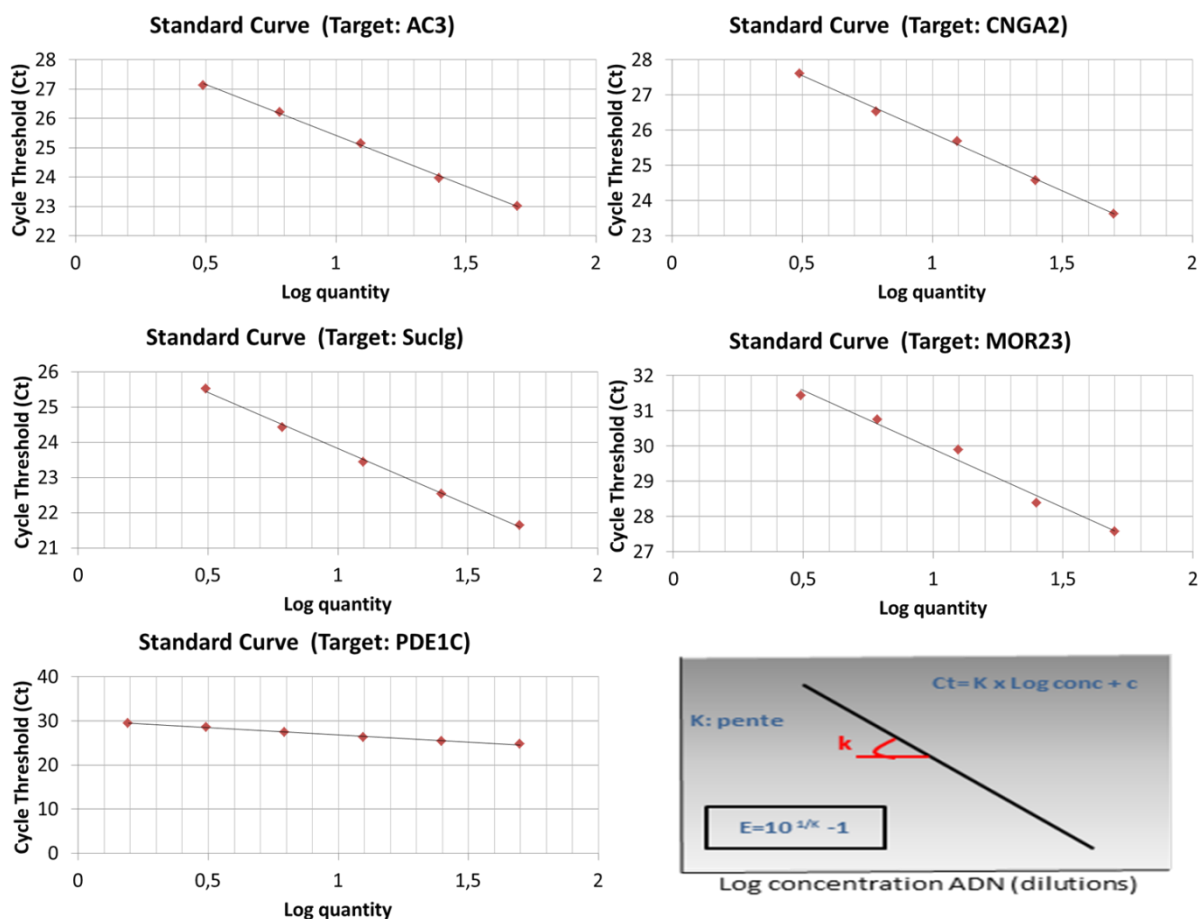 Standard Curve (Target: AC3)
Cycle Threshold (Ct)
28
27
26
25
24
23
22
0 0,5 1 1,5 2
Log quantity
Standard Curve (Target: CNGA2)
Cycle Threshold (Ct)
28
27
26
25
24
23
0 0,5 1 1,5 2
Log quantity
Standard Curve (Target: Suclg)
Cycle Threshold (Ct)
26
25
24
23
22
21
0 0,5 1 1,5 2
Log quantity
Standard Curve (Target: MOR23)
Cycle Threshold (Ct)
32
31
30
29
28
27
0 0,5 1 1,5 2
Log quantity
Standard Curve (Target: PDE1C)
Cycle Threshold (Ct)
40
30
20
10
0
0 0,5 1 1,5 2
Log quantity
Ct= K x Log conc + c
K: pente
k
E=10 1/K -1
Log concentration ADN (dilutions)